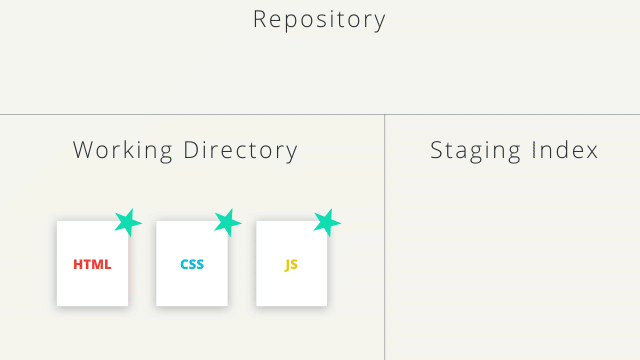 Repository
Working Directory
Staging Index
HTML
CSS
JS